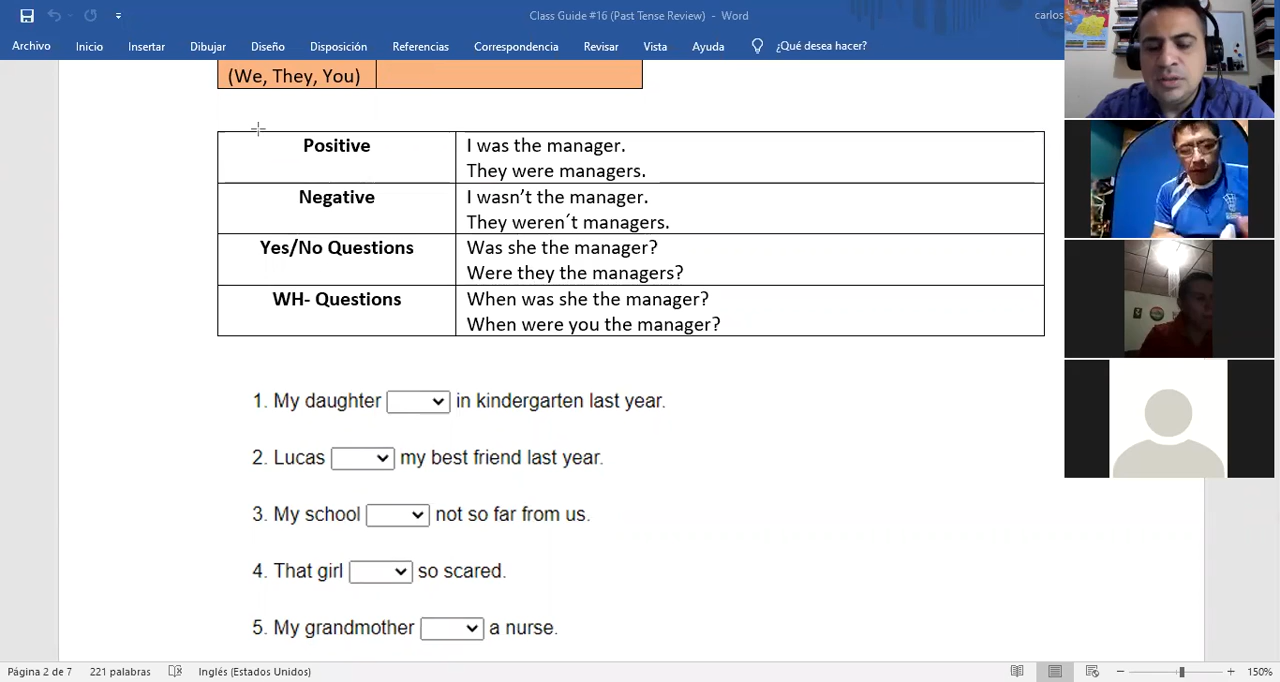 Class Guide #16 (Past Tense Review) - Word
carlos
Archivo Inicio Insertar Dibujar Diseño Disposición Referencias Correspondencia Revisar Vista Ayuda ¿Qué desea hacer?
(We, They, You)
Positive I was the manager.
They were managers.
Negative I wasn’t the manager.
They weren´t managers.
Yes/No Questions Was she the manager?
Were they the managers?
WH- Questions When was she the manager?
When were you the manager?
1. My daughter in kindergarten last year.
2. Lucas my best friend last year.
3. My school not so far from us.
4. That girl so scared.
5. My grandmother a nurse.
Página 2 de 7 221 palabras Inglés (Estados Unidos) 150%